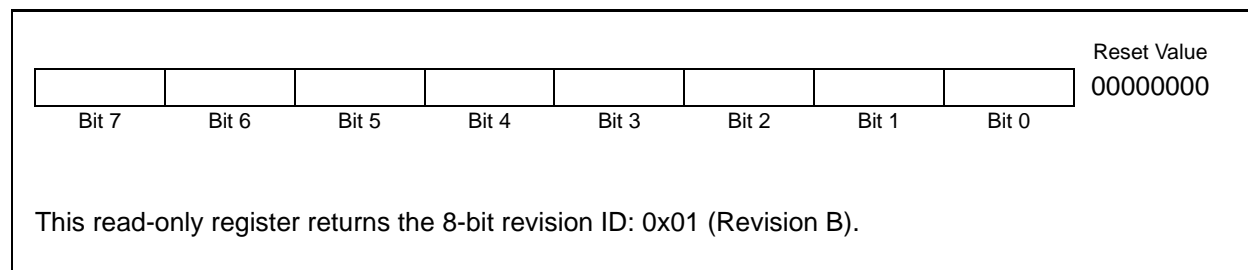 Reset Value
00000000
Bit 7 Bit 6 Bit 5 Bit 4 Bit 3 Bit 2 Bit 1 Bit 0
This read-only register returns the 8-bit revision ID: 0x01 (Revision B).